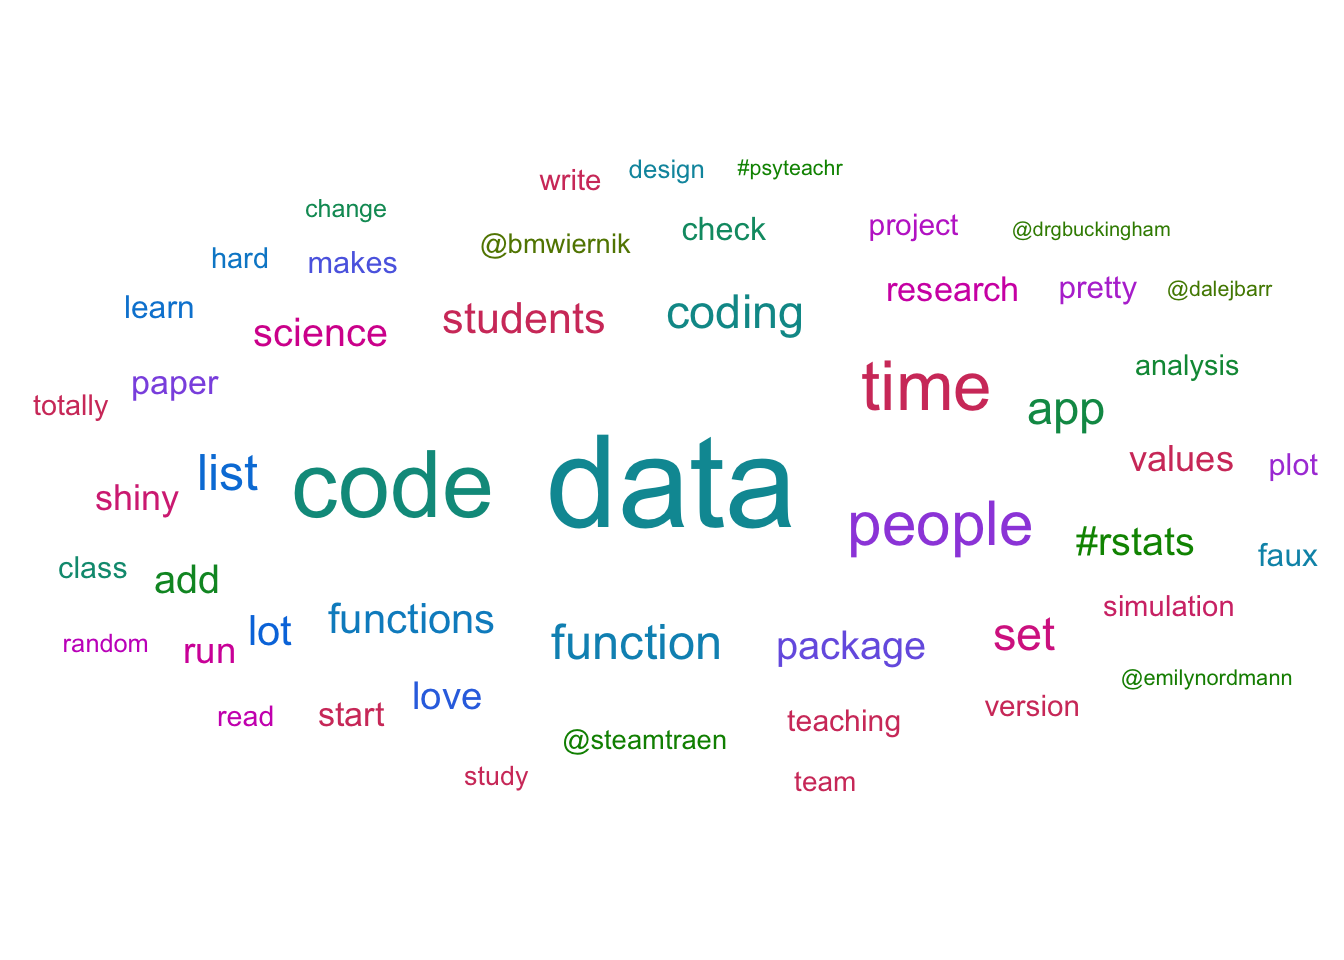 write
design
#psyteachr
change
@bmwiernik
check
project
@drgbuckingham
hard
makes
learn
science
students
coding
research
pretty
@dalejbarr
totally
paper
time
app
analysis
shiny
list
code
data
people
values
plot
#rstats
faux
class
add
random
run
lot
functions
function
package
set
simulation
@emilynordmann
read
start
love
@steamtraen
teaching
version
study
team